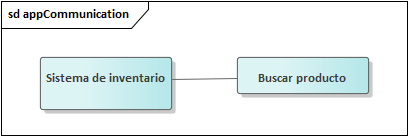 sd appCommunication
Sistema de inventario
Buscar producto